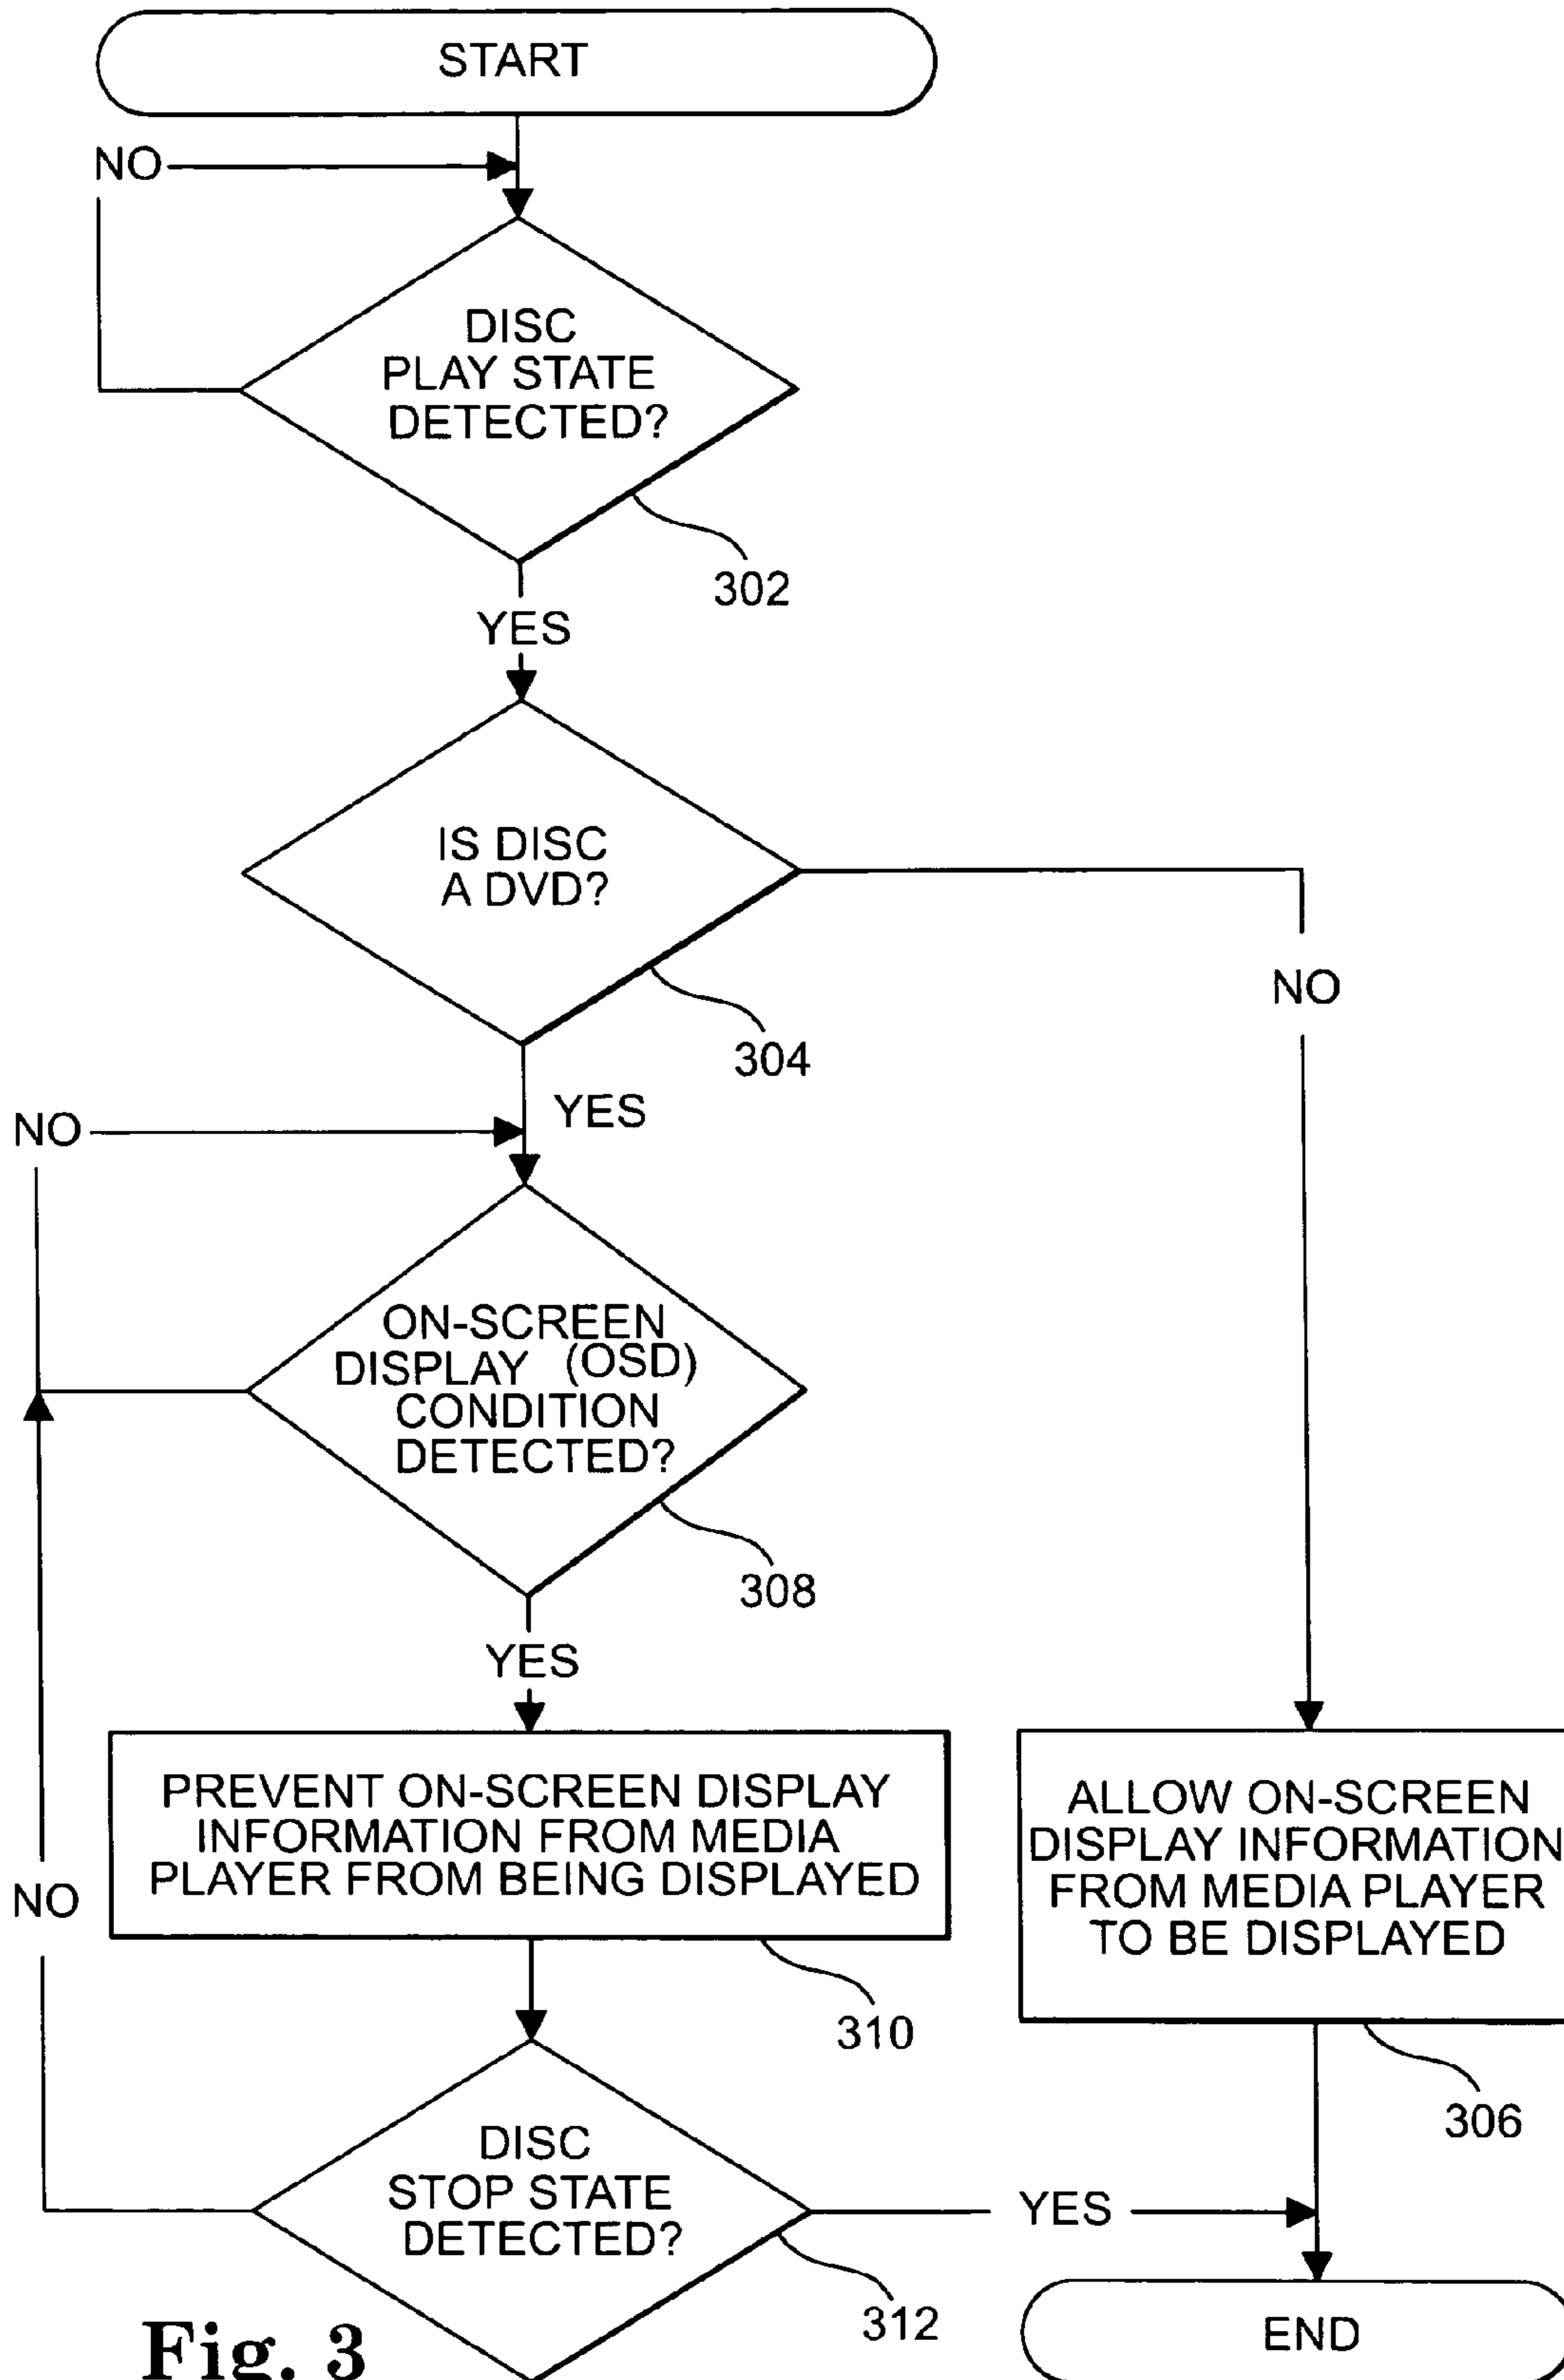 START
NO
DISC
PLAY STATE
DETECTED?
302
YES
IS DISC
A DVD?
NO
304
YES
NO
ON-SCREEN
DISPLAY (OSD)
CONDITION
DETECTED?
308
YES
PREVENT ON-SCREEN DISPLAY
INFORMATION FROM MEDIA
PLAYER FROM BEING DISPLAYED
ALLOW ON-SCREEN
DISPLAY INFORMATION
FROM MEDIA PLAYER
TO BE DISPLAYED
NO
310
306
DISC
STOP STATE
DETECTED?
YES
312
END
Fig. 3